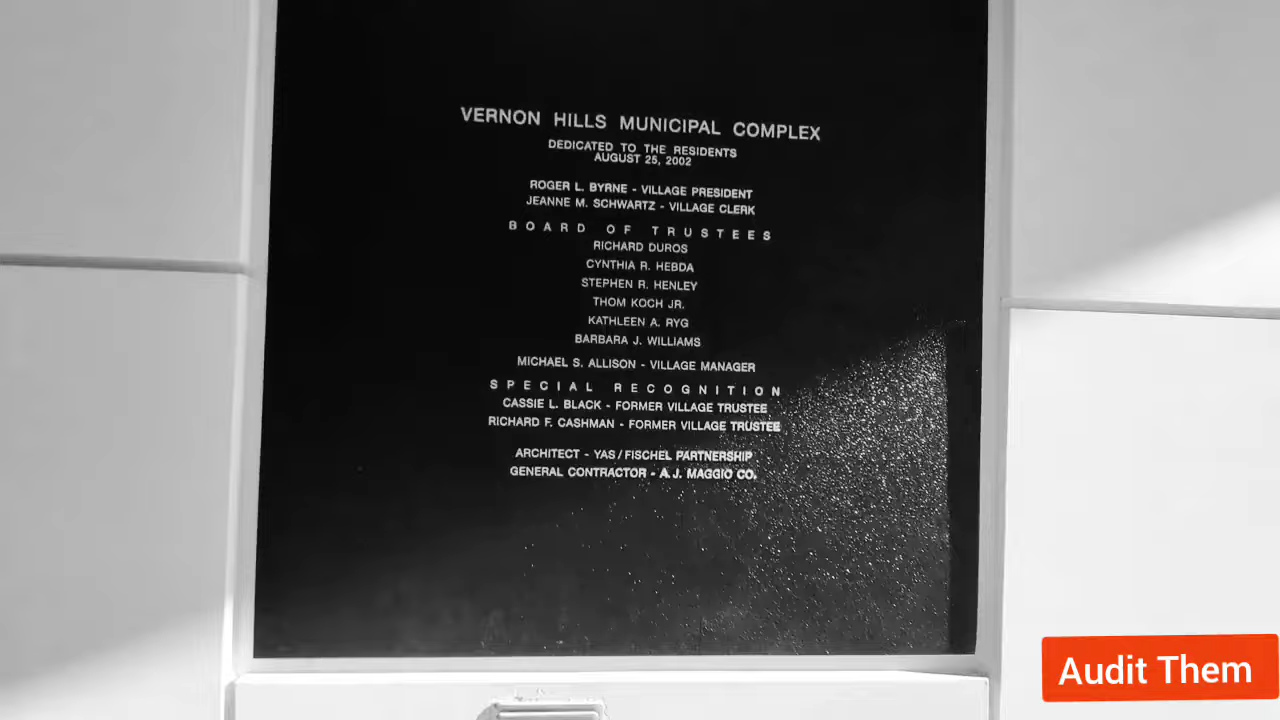 VERNON HILLS MUNICIPAL COMPLEX
DEDICATED TO THE RESIDENTS
AUGUST 25, 2002
ROGER L. BYRNE - VILLAGE PRESIDENT
JEANNE M. SCHWARTZ - VILLAGE CLERK
BOARD OF TRUSTEES
RICHARD DUROS
CYNTHIA R. HEBDA
STEPHEN R. HENLEY
THOM KOCH JR.
KATHLEEN A. RYG
BARBARA J. WILLIAMS
MICHAEL S. ALLISON - VILLAGE MANAGER
SPECIAL RECOGNITION
CASSIE L. BLACK - FORMER VILLAGE TRUSTEE
RICHARD F. CASHMAN - FORMER VILLAGE TRUSTEE
ARCHITECT - YAS / FISCHEL PARTNERSHIP
GENERAL CONTRACTOR - A.J. MAGGIO CO.
Audit Them